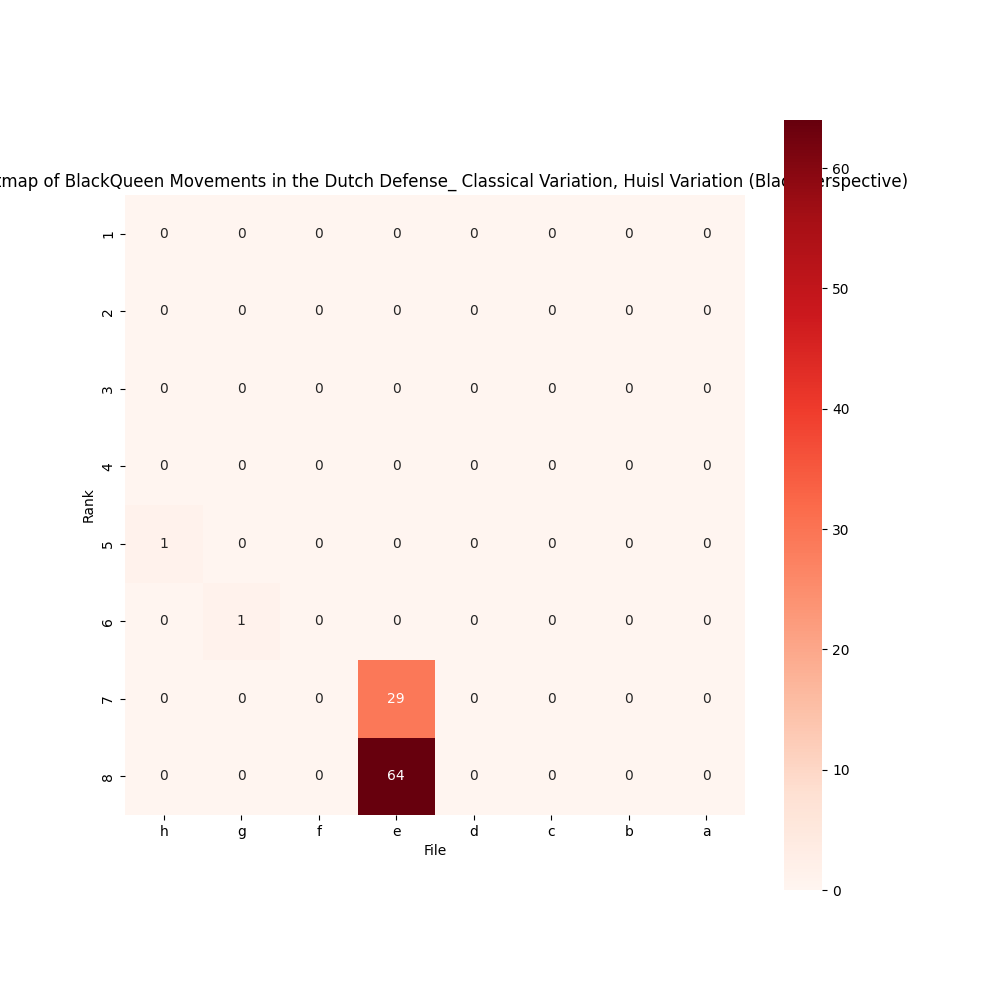 tmap of BlackQueen Movements in the Dutch Defense_ Classical Variation, Huisl Variation (Blac erspective)
60
1 0 0 0 0 0 0 0 0
50
2 0 0 0 0 0 0 0 0
3 0 0 0 0 0 0 0 0
40
4 0 0 0 0 0 0 0 0
Rank
30
5 1 0 0 0 0 0 0 0
6 0 1 0 0 0 0 0 0
20
7 0 0 0 29 0 0 0 0
10
8 0 0 0 64 0 0 0 0
h g f e d c b a
File
0